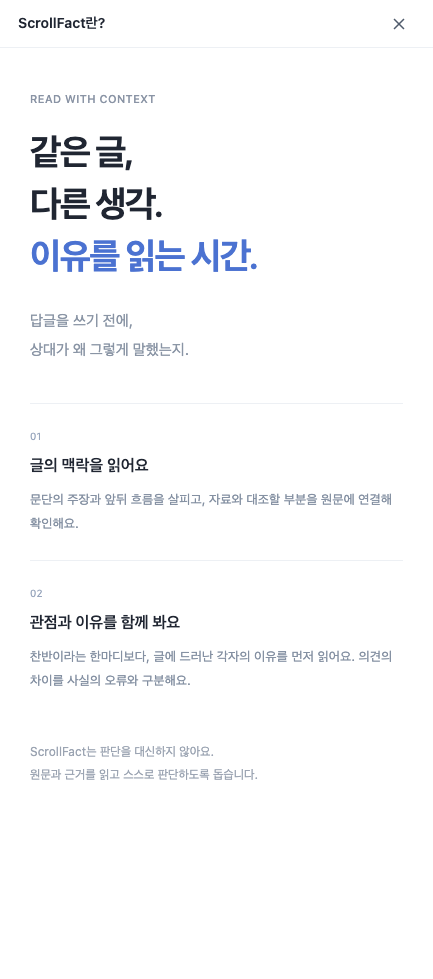 ScrollFact란?
READ WITH CONTEXT
같은 글,
다른 생각.
이유를 읽는 시간.
답글을 쓰기 전에,
상대가 왜 그렇게 말했는지.
01
글의 맥락을 읽어요
문단의 주장과 앞뒤 흐름을 살피고, 자료와 대조할 부분을 원문에 연결해
확인해요.
02
관점과 이유를 함께 봐요
찬반이라는 한마디보다, 글에 드러난 각자의 이유를 먼저 읽어요. 의견의
차이를 사실의 오류와 구분해요.
ScrollFact는 판단을 대신하지 않아요.
원문과 근거를 읽고 스스로 판단하도록 돕습니다.